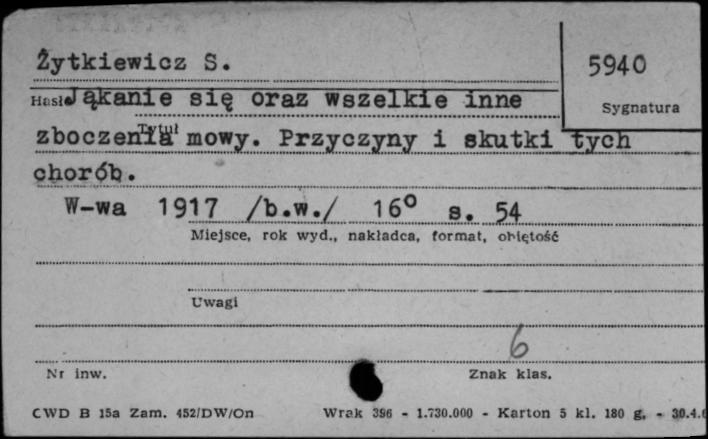 Żytkiewicz S.
5940
Hasło Jąkanie się oraz wszelkie inne
Sygnatura
Tytuł
zboczenia mowy. Przyczyny i skutki tych
chorób.
W-wa 1917 /b.w./ 16° s. 54
Miejsce, rok wyd., nakładca, format, objętość
Uwagi
6
Nr inw.
Znak klas.
CWD B 15a Zam. 452/DW/On
Wrak 396 - 1.730.000 - Karton 5 kl. 180 g. - 30.4.